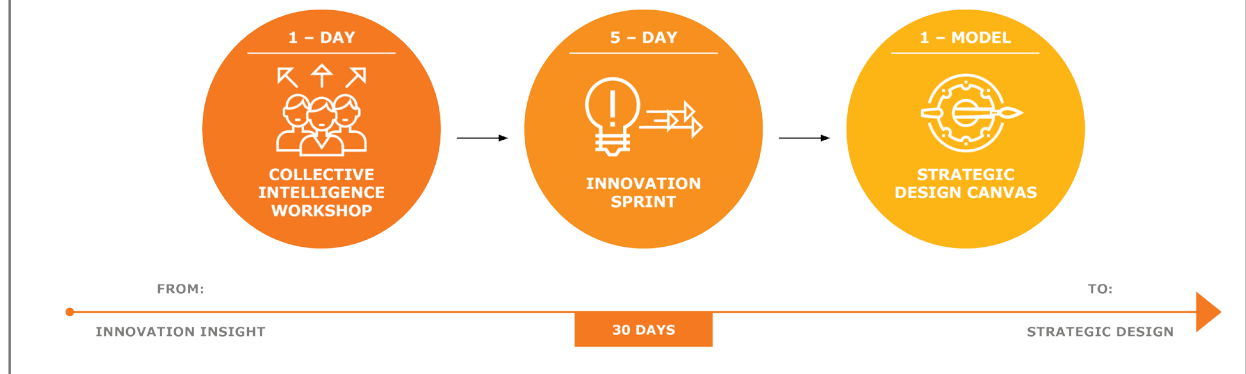 1 – DAY
COLLECTIVE
INTELLIGENCE
WORKSHOP
5 – DAY
INNOVATION
SPRINT
1 – MODEL
STRATEGIC
DESIGN CANVAS
FROM:
INNOVATION INSIGHT
30 DAYS
TO:
STRATEGIC DESIGN